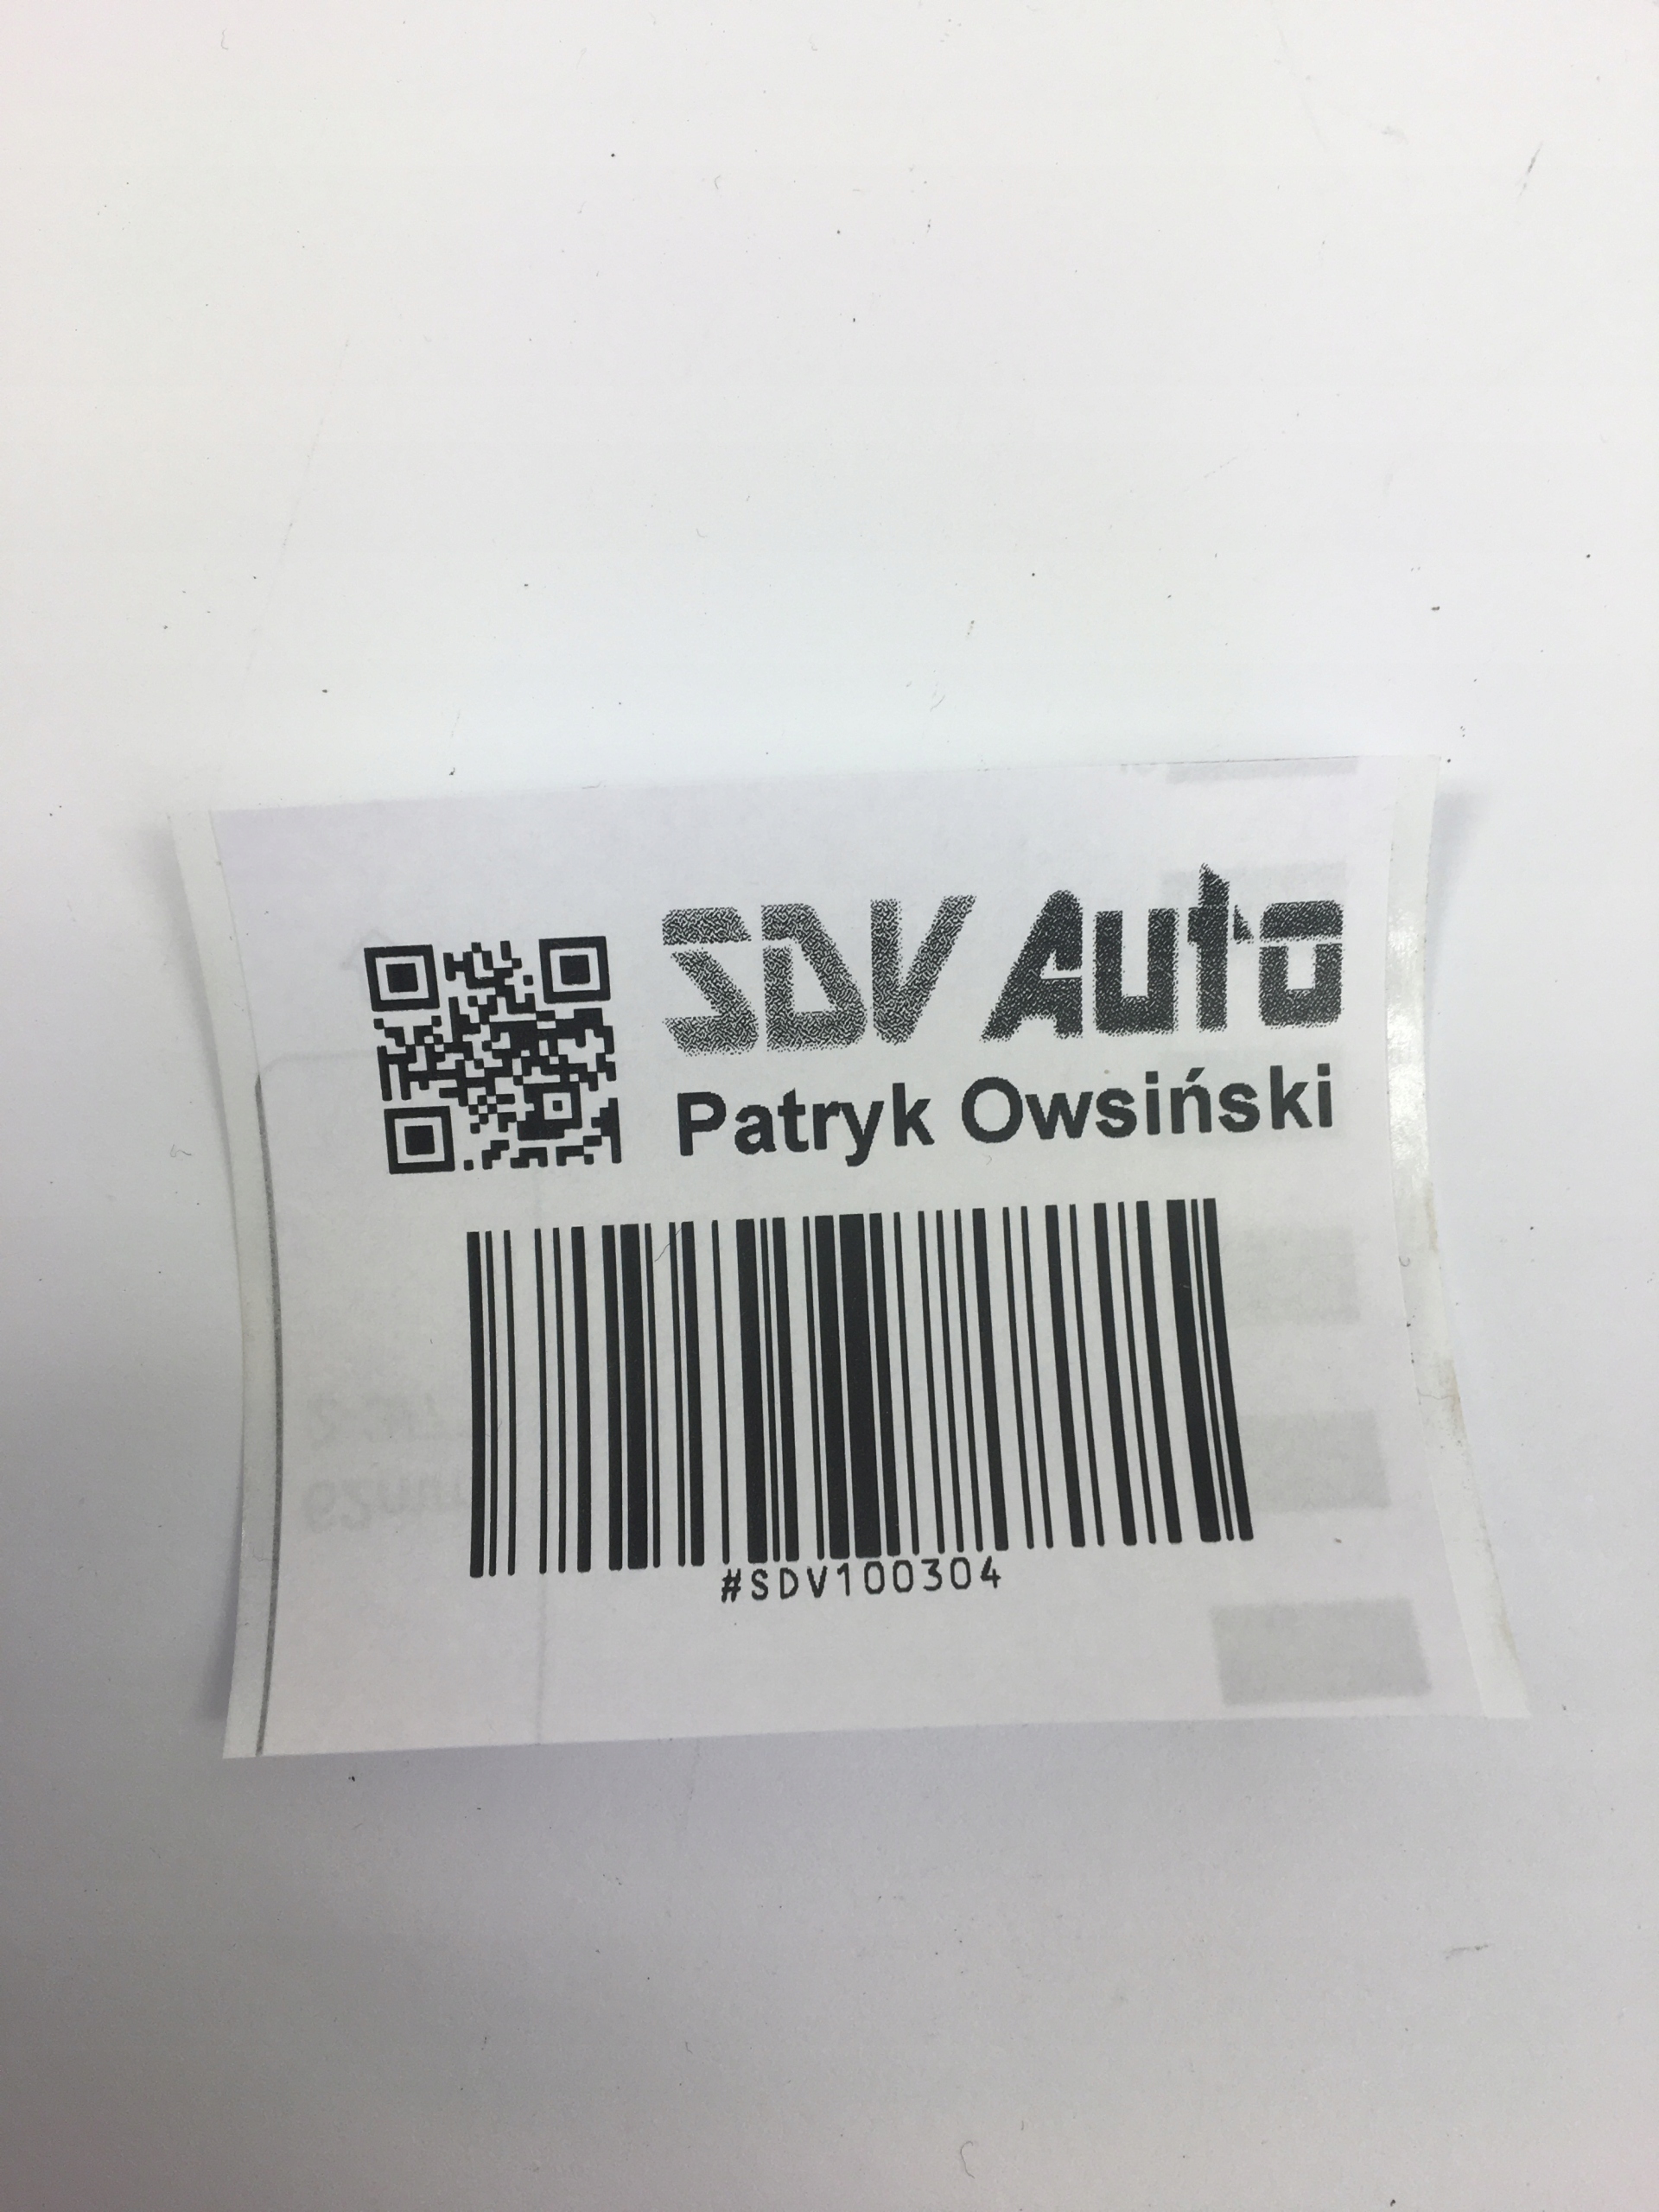 SDV Auto
Patryk Owsiński
#SDV100304